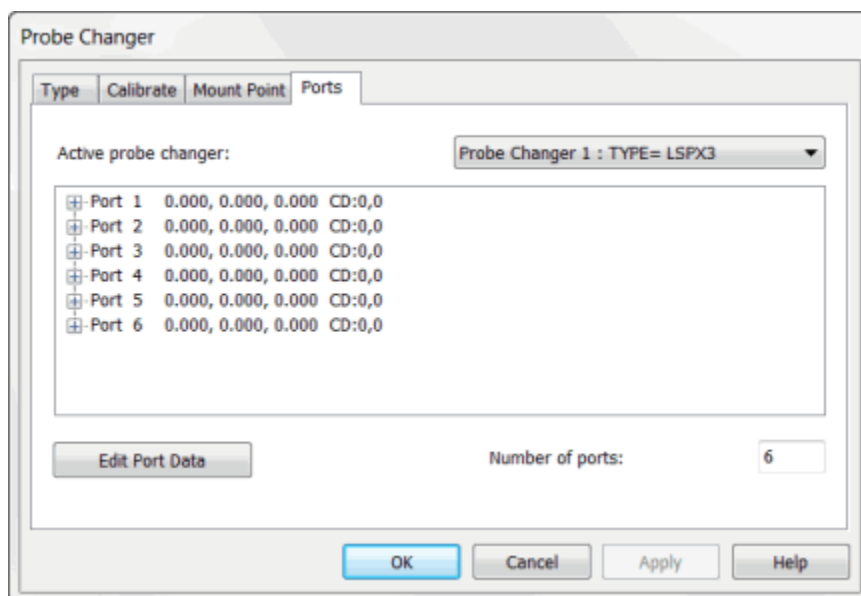 Probe Changer
Type Calibrate Mount Point Ports
Active probe changer: Probe Changer 1 : TYPE= LSPX3
Port 1 0.000, 0.000, 0.000 CD:0,0
Port 2 0.000, 0.000, 0.000 CD:0,0
Port 3 0.000, 0.000, 0.000 CD:0,0
Port 4 0.000, 0.000, 0.000 CD:0,0
Port 5 0.000, 0.000, 0.000 CD:0,0
Port 6 0.000, 0.000, 0.000 CD:0,0
Edit Port Data Number of ports: 6
OK Cancel Apply Help